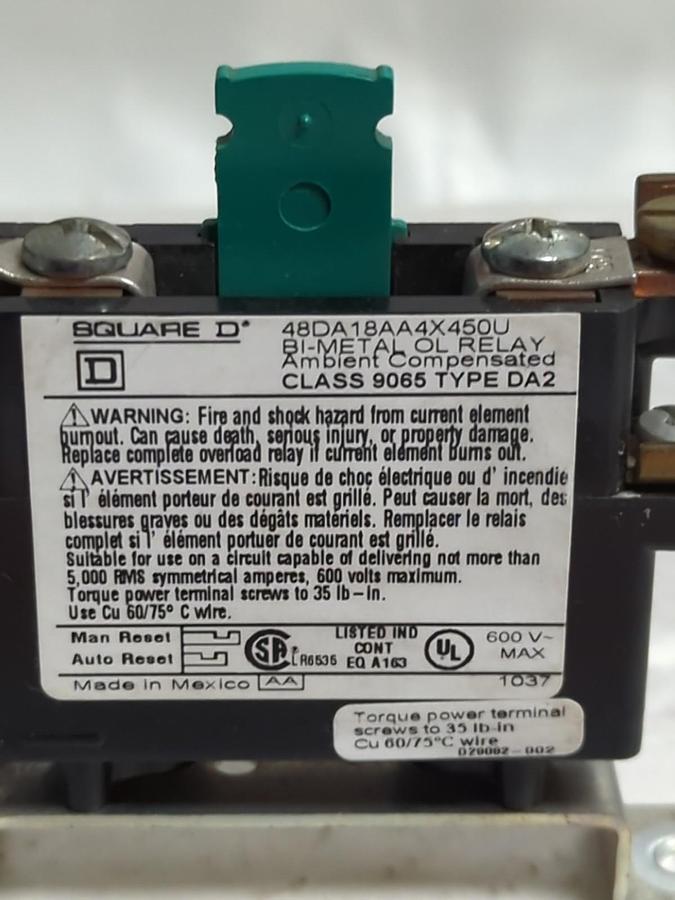 SQUARE D®
48DA18AA4X450U
BI-METAL OL RELAY
Ambient Compensated
CLASS 9065 TYPE DA2
D
WARNING: Fire and shock hazard from current element
burnout. Can cause death, serious injury, or property damage.
Replace complete overload relay if current element burns out.
AVERTISSEMENT: Risque de choc électrique ou d' incendie
si l' élément porteur de courant est grillé. Peut causer la mort, des
blessures graves ou des dégâts matériels. Remplacer le relais
complet si l' élément portuer de courant est grillé.
Suitable for use on a circuit capable of delivering not more than
5,000 RMS symmetrical amperes, 600 volts maximum.
Torque power terminal screws to 35 lb-in.
Use Cu 60/75° C wire.
Man Reset
Auto Reset
SA
LR6535
LISTED IND
CONT
EQ A163
UL
600 V~
MAX
Made in Mexico AA
1037
Torque power terminal
screws to 35 lb-in
Cu 60/75°C wire